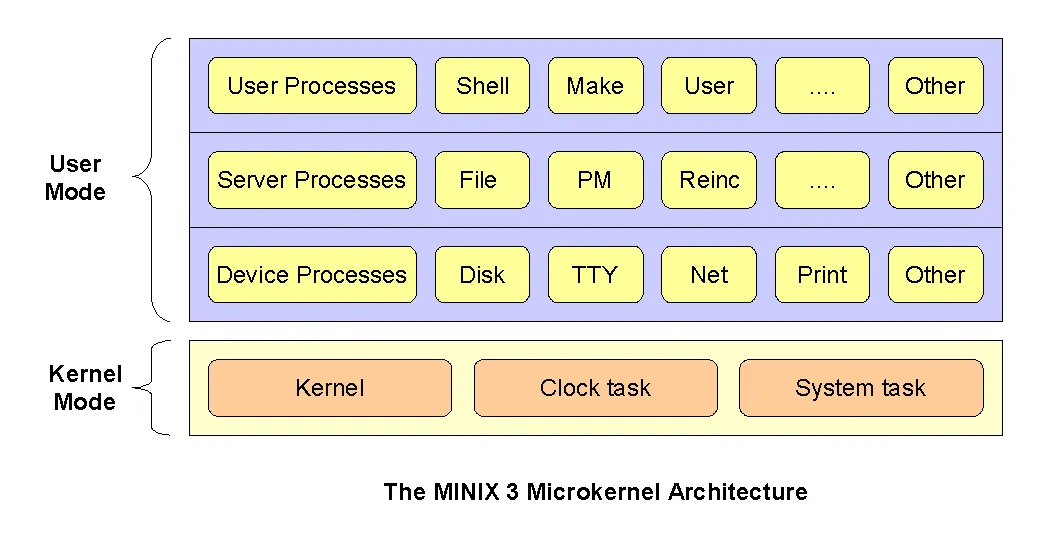 User Processes Shell Make User .... Other
User
Mode
Server Processes File PM Reinc .... Other
Device Processes Disk TTY Net Print Other
Kernel
Mode
Kernel Clock task System task
The MINIX 3 Microkernel Architecture